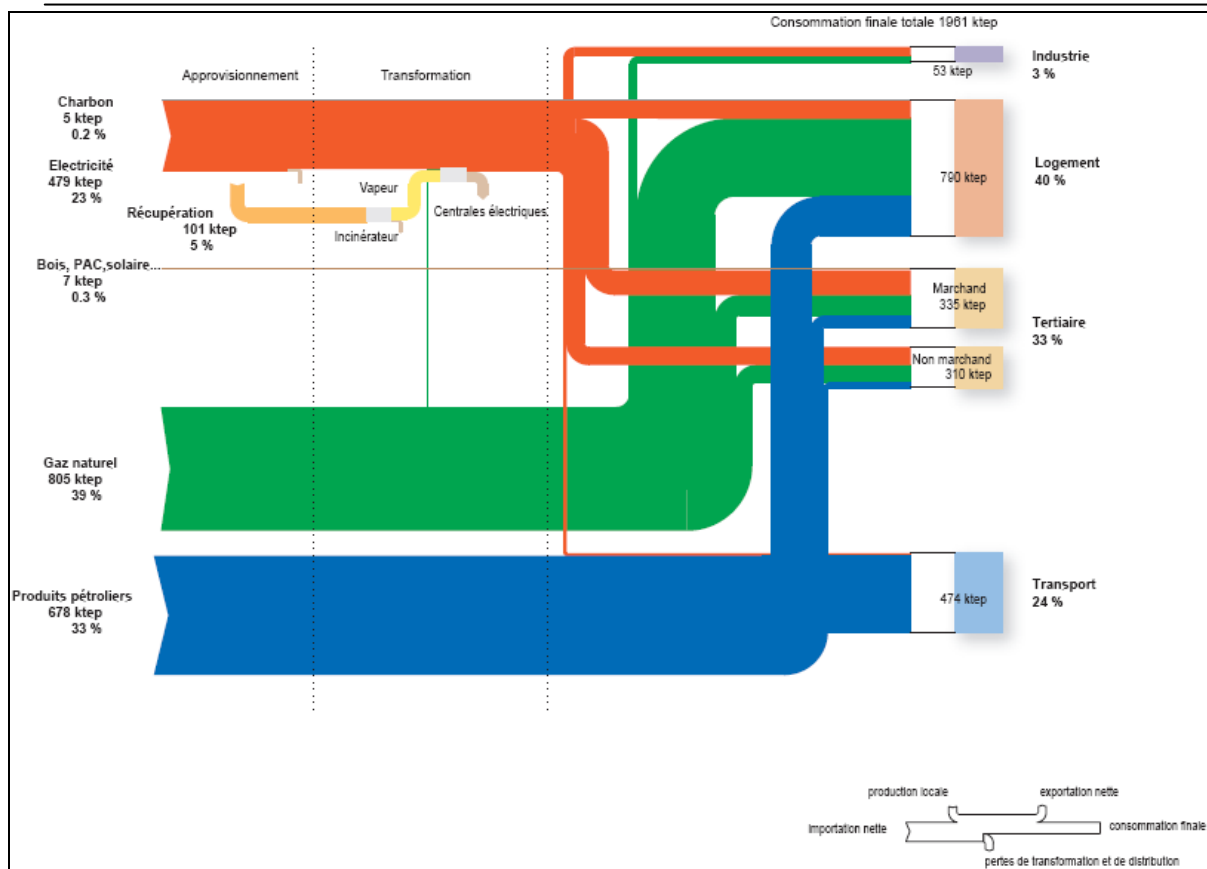 Consommation finale totale 1961 ktep
Approvisionnement
Transformation
Charbon
5 ktep
0.2 %
Electricité
479 ktep
23 %
Récupération
101 ktep
5 %
Bois, PAC,solaire...
7 ktep
0.3 %
Gaz naturel
805 ktep
39 %
Produits pétroliers
678 ktep
33 %
Vapeur
Incinérateur
Centrales électriques
53 ktep
Industrie
3 %
790 ktep
Logement
40 %
Marchand
335 ktep
Non marchand
310 ktep
Tertiaire
33 %
474 ktep
Transport
24 %
production locale
exportation nette
importation nette
consommation finale
pertes de transformation et de distribution